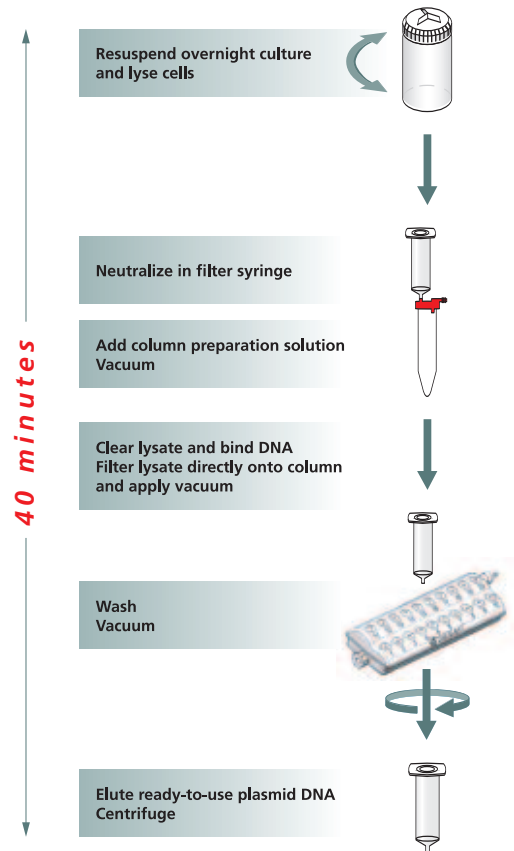 Resuspend overnight culture
and lyse cells
Neutralize in filter syringe
Add column preparation solution
Vacuum
40 minutes
Clear lysate and bind DNA
Filter lysate directly onto column
and apply vacuum
Wash
Vacuum
Elute ready-to-use plasmid DNA
Centrifuge